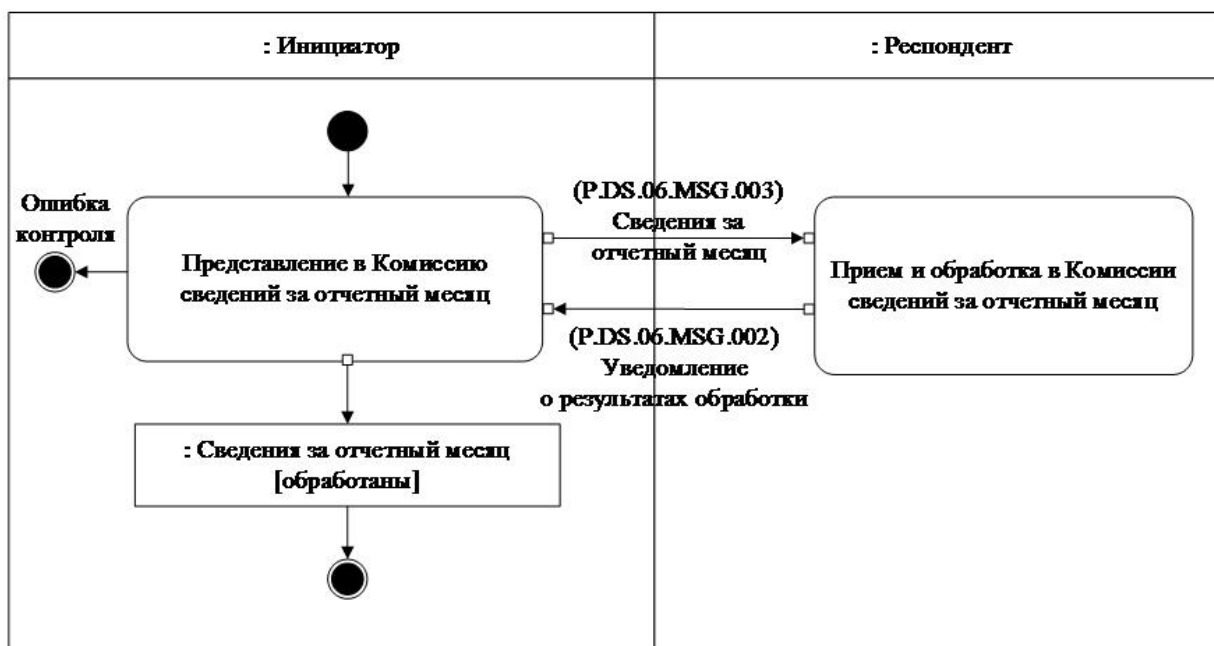 : Инициатор
: Респондент
Ошибка
контроля
Представление в Комиссию
сведений за отчетный месяц
(P.DS.06.MSG.003)
Сведения за
отчетный месяц
Прием и обработка в Комиссии
сведений за отчетный месяц
(P.DS.06.MSG.002)
Уведомление
о результатах обработки
: Сведения за отчетный месяц
[обработаны]